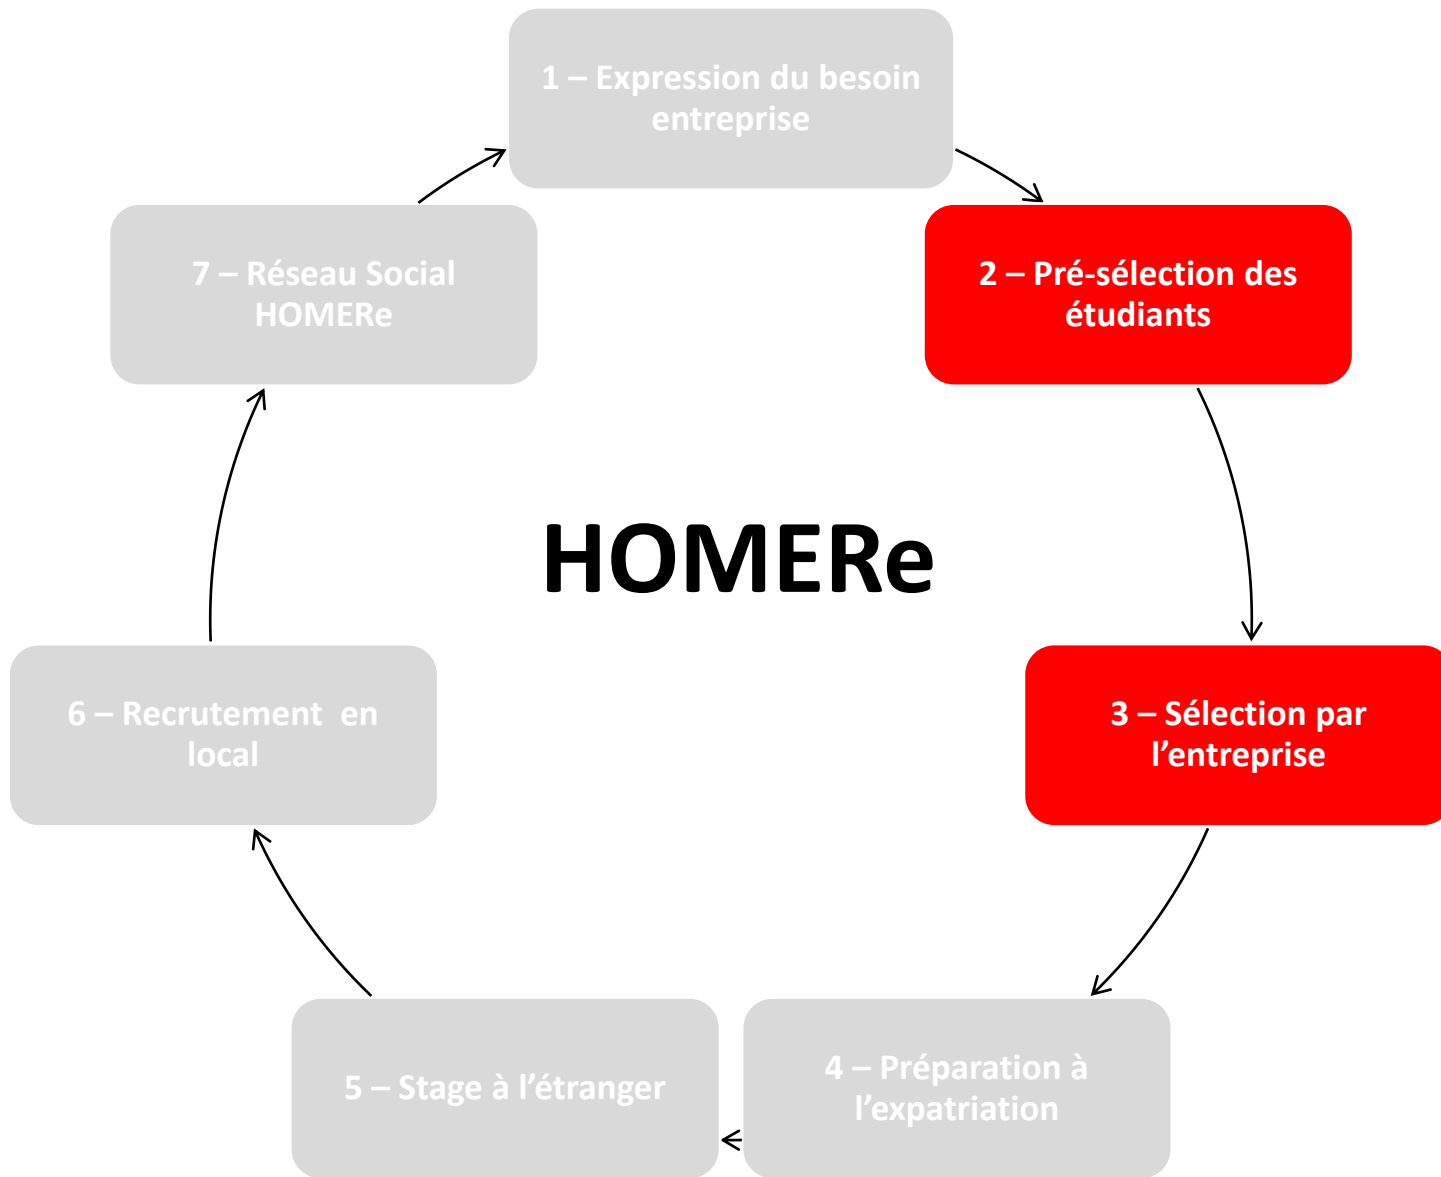 1 – Expression du besoin
entreprise
2 – Pré-sélection des
étudiants
3 – Sélection par
l’entreprise
4 – Préparation à
l’expatriation
5 – Stage à l’étranger
6 – Recrutement  en
local
7 – Réseau Social
HOMERe
HOMERe